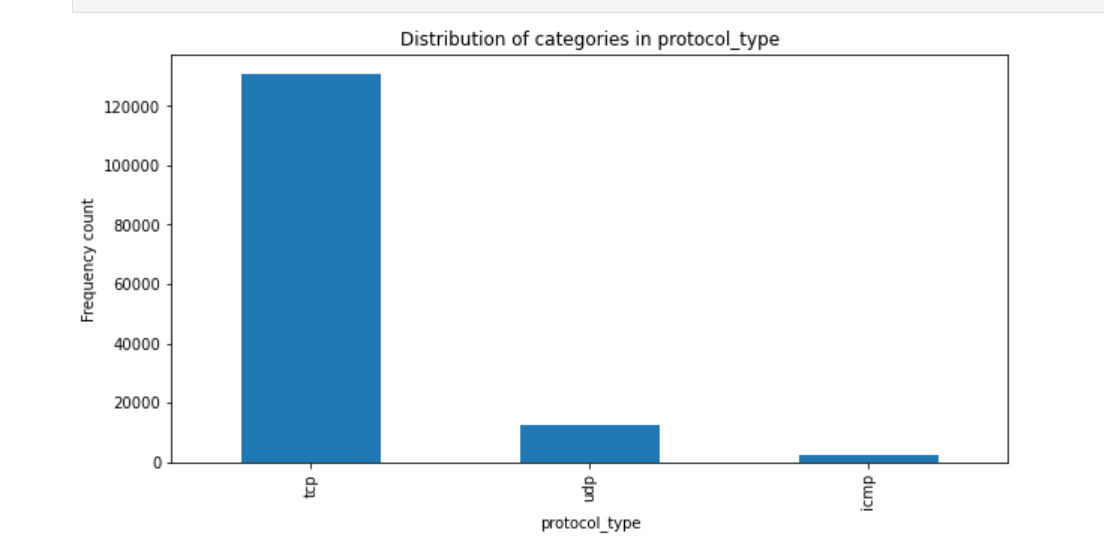 Distribution of categories in protocol_type
Frequency count
120000
100000
80000
60000
40000
20000
0
tcp
udp
icmp
protocol_type